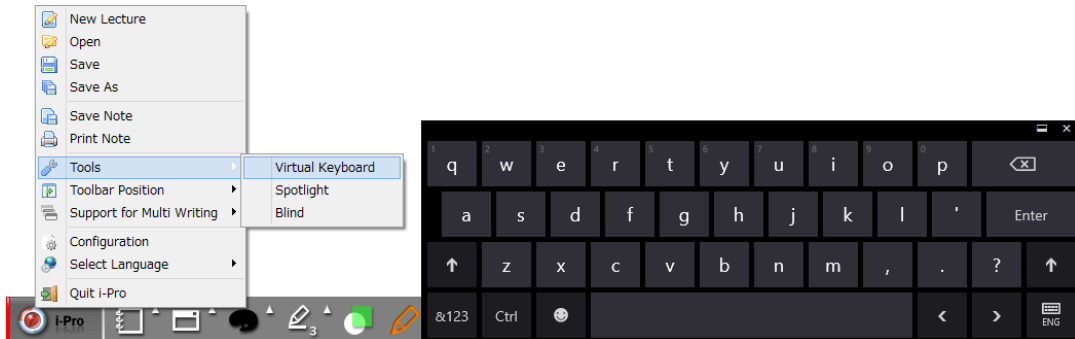 New Lecture
Open
Save
Save As
Save Note
Print Note
Tools
Virtual Keyboard
Toolbar Position
Spotlight
Support for Multi Writing
Blind
Configuration
Select Language
Quit i-Pro
i-Pro
3
1 q 2 w 3 e 4 r 5 t 6 y 7 u 8 i 9 o 0 p
a s d f g h j k l ' Enter
z x c v b n m , . ?
&123 Ctrl < > ENG